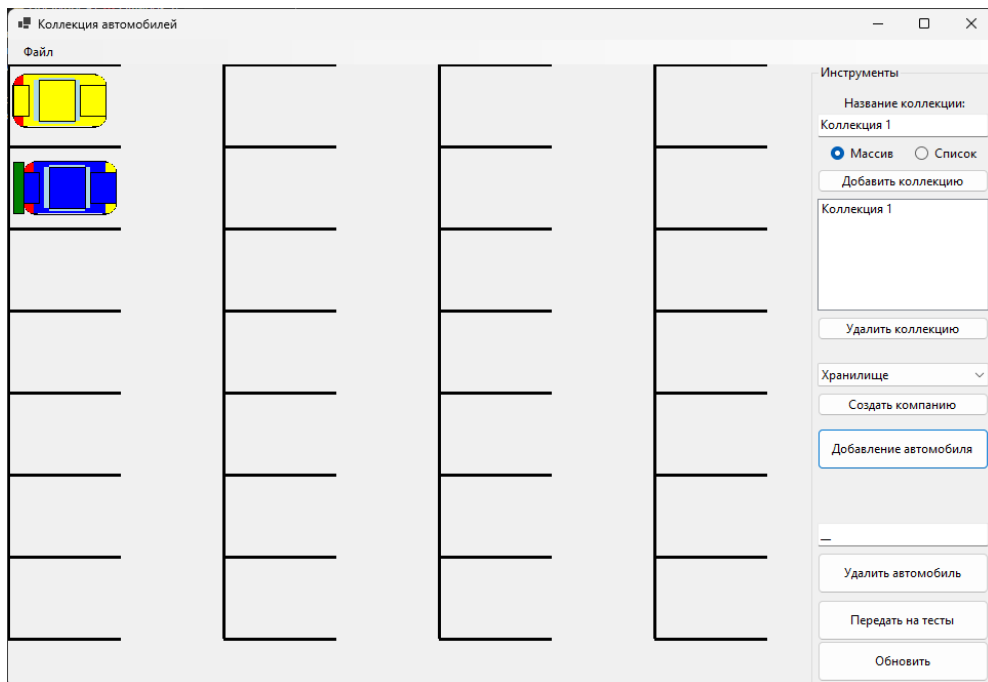 Коллекция автомобилей
Файл
Инструменты
Название коллекции:
Коллекция 1
Массив
Список
Добавить коллекцию
Коллекция 1
Удалить коллекцию
Хранилище
Создать компанию
Добавление автомобиля
__
Удалить автомобиль
Передать на тесты
Обновить